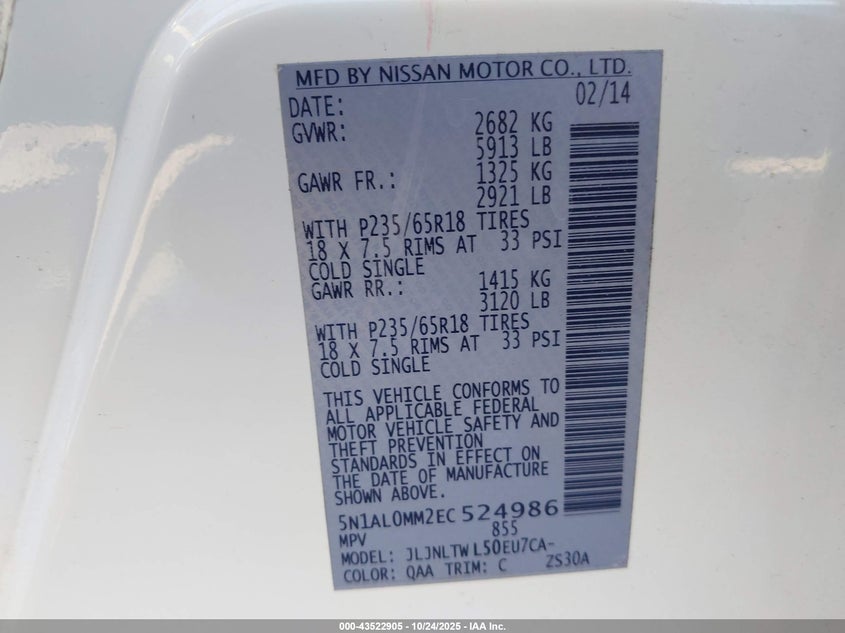 MFD BY NISSAN MOTOR CO., LTD.
DATE: 02/14
GVWR: 2682 KG
5913 LB
GAWR FR.: 1325 KG
2921 LB
WITH P235/65R18 TIRES
18 X 7.5 RIMS AT 33 PSI
COLD SINGLE
GAWR RR.: 1415 KG
3120 LB
WITH P235/65R18 TIRES
18 X 7.5 RIMS AT 33 PSI
COLD SINGLE
THIS VEHICLE CONFORMS TO
ALL APPLICABLE FEDERAL
MOTOR VEHICLE SAFETY AND
THEFT PREVENTION
STANDARDS IN EFFECT ON
THE DATE OF MANUFACTURE
SHOWN ABOVE.
5N1AL0MM2EC 524986
MPV 855
MODEL: JLJNLTWL50EU7CA-
COLOR: QAA TRIM: C ZS30A
000-43522905 - 10/24/2025 - IAA Inc.